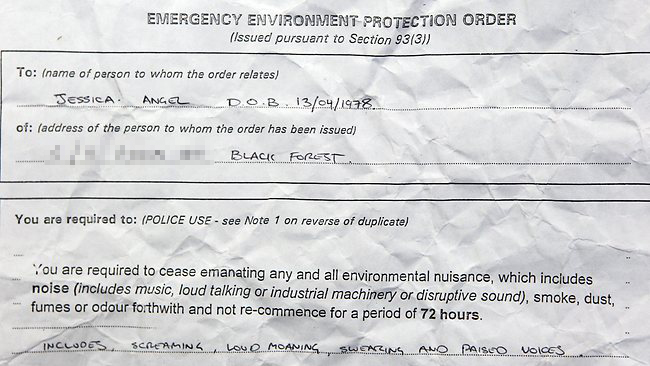 EMERGENCY ENVIRONMENT PROTECTION ORDER
(Issued pursuant to Section 93(3))
To: (name of person to whom the order relates)
JESSICA. ANGEL D.O.B. 13/04/1978.
of: (address of the person to whom the order has been issued)
BLACK FOREST.
You are required to: (POLICE USE - see Note 1 on reverse of duplicate)
You are required to cease emanating any and all environmental nuisance, which includes
noise (includes music, loud talking or industrial machinery or disruptive sound), smoke, dust,
fumes or odour forthwith and not re-commence for a period of 72 hours.
INCLUDES, SCREAMING, LOUD MOANING, SWEARING AND RAISED VOICES.